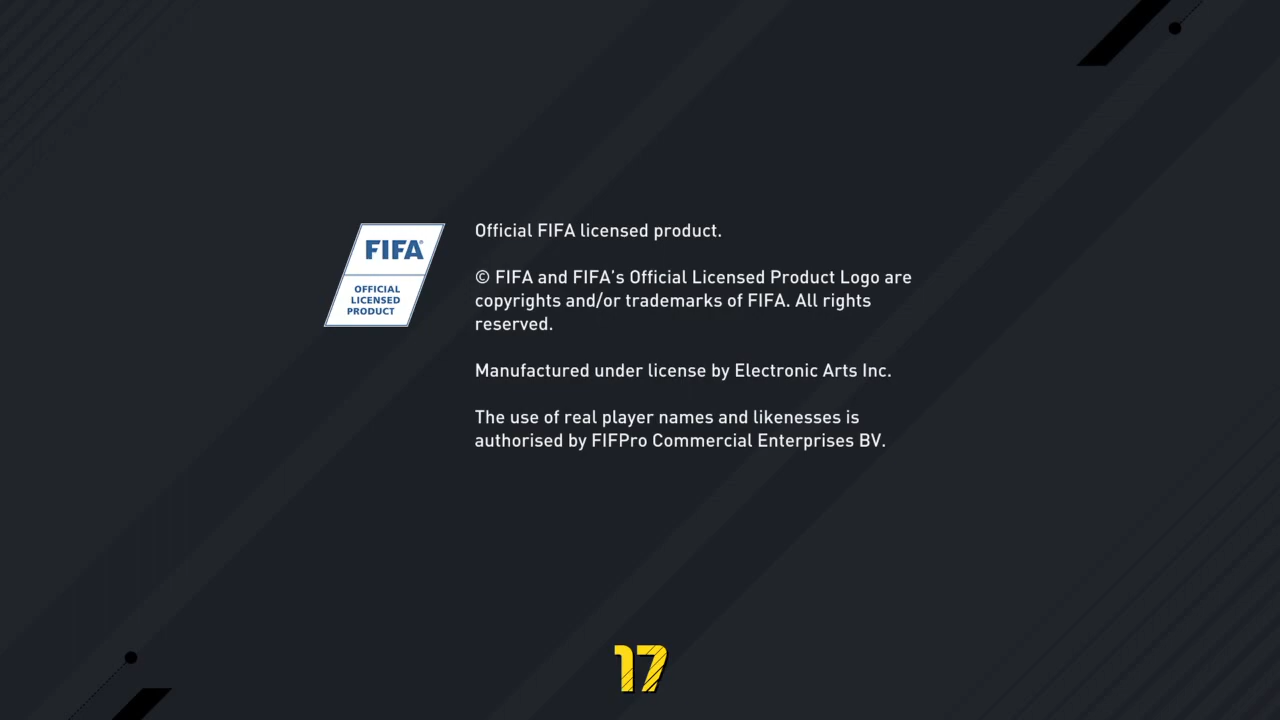 FIFA®
OFFICIAL
LICENSED
PRODUCT
Official FIFA licensed product.
© FIFA and FIFA's Official Licensed Product Logo are
copyrights and/or trademarks of FIFA. All rights
reserved.
Manufactured under license by Electronic Arts Inc.
The use of real player names and likenesses is
authorised by FIFPro Commercial Enterprises BV.
17